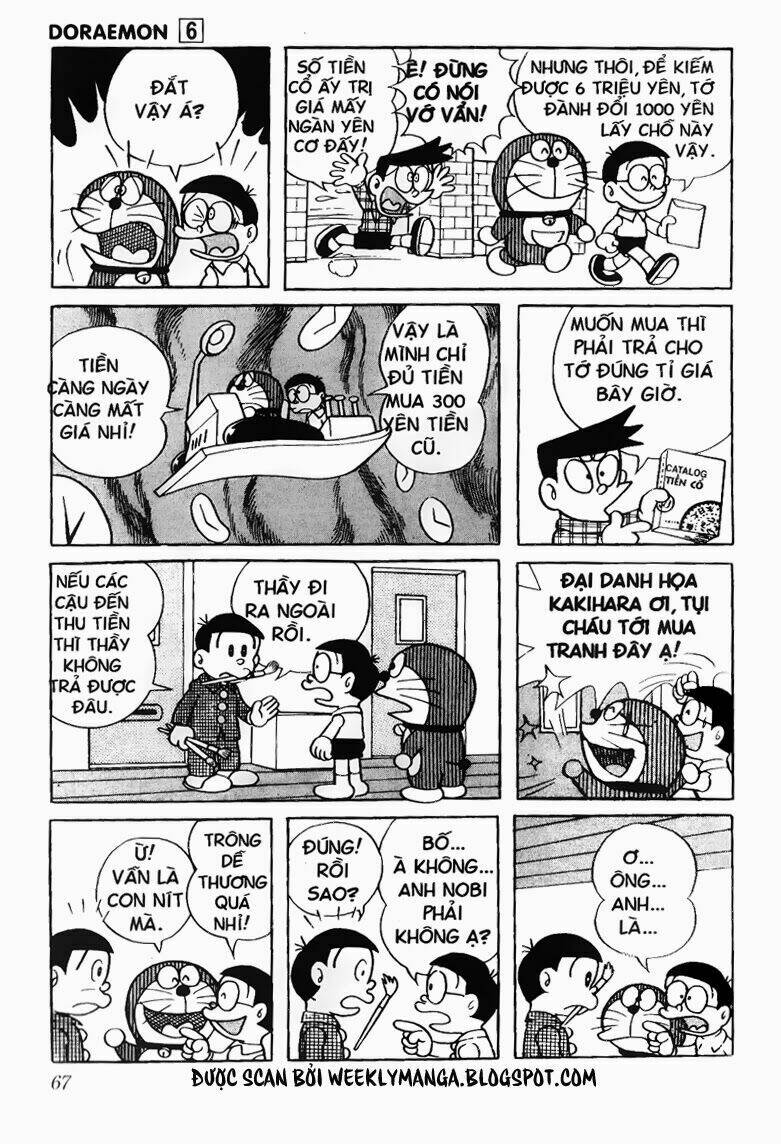 DORAEMON 6
NHƯNG THÔI, ĐỂ KIẾM
ĐƯỢC 6 TRIỆU YÊN, TỚ
ĐÀNH ĐỔI 1000 YÊN
LẤY CHỖ NÀY
VẬY.
Ê! ĐỪNG
CÓ NÓI
VỚ VẨN!
SỐ TIỀN
CỔ ẤY TRỊ
GIÁ MẤY
NGÀN YÊN
CƠ ĐẤY!
ĐẮT
VẬY Á?
MUỐN MUA THÌ
PHẢI TRẢ CHO
TỚ ĐÚNG TỈ GIÁ
BÂY GIỜ.
CATALOG
TIỀN CỔ
VẬY LÀ
MÌNH CHỈ
ĐỦ TIỀN
MUA 300
YÊN TIỀN
CŨ.
TIỀN
CÀNG NGÀY
CÀNG MẤT
GIÁ NHỈ!
ĐẠI DANH HỌA
KAKIHARA ƠI, TỤI
CHÁU TỚI MUA
TRANH ĐÂY Ạ!
THẦY ĐI
RA NGOÀI
RỒI.
NẾU CÁC
CẬU ĐẾN
THU TIỀN
THÌ THẦY
KHÔNG
TRẢ ĐƯỢC
ĐÂU.
Ơ...
ÔNG...
ANH...
LÀ...
BỐ...
À KHÔNG...
ANH NOBI
PHẢI
KHÔNG Ạ?
ĐÚNG!
RỒI
SAO?
TRÔNG
DỄ
THƯƠNG
QUÁ
NHỈ!
Ừ!
VẪN LÀ
CON NÍT
MÀ.
67
ĐƯỢC SCAN BỞI WEEKLYMANGA.BLOGSPOT.COM